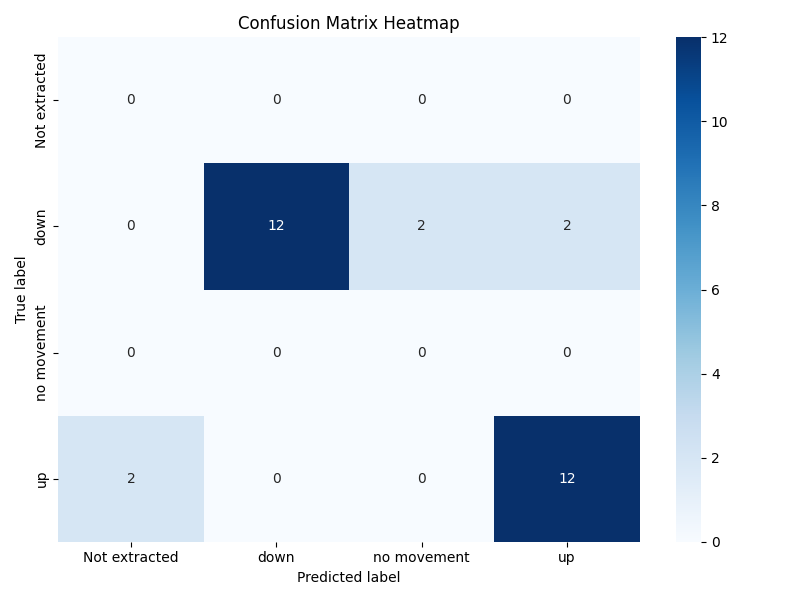 Confusion Matrix Heatmap
Not extracted
0 0 0 0
down
0 12 2 2
no movement
0 0 0 0
up
2 0 0 12
True label
Not extracted down no movement up
Predicted label
12
10
8
6
4
2
0